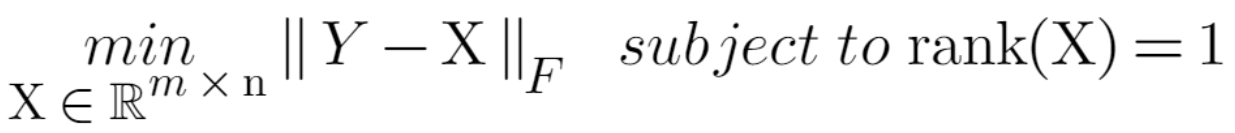 min ‖ Y − X ‖_F subject to rank(X) = 1
X ∈ ℝ^{m × n}